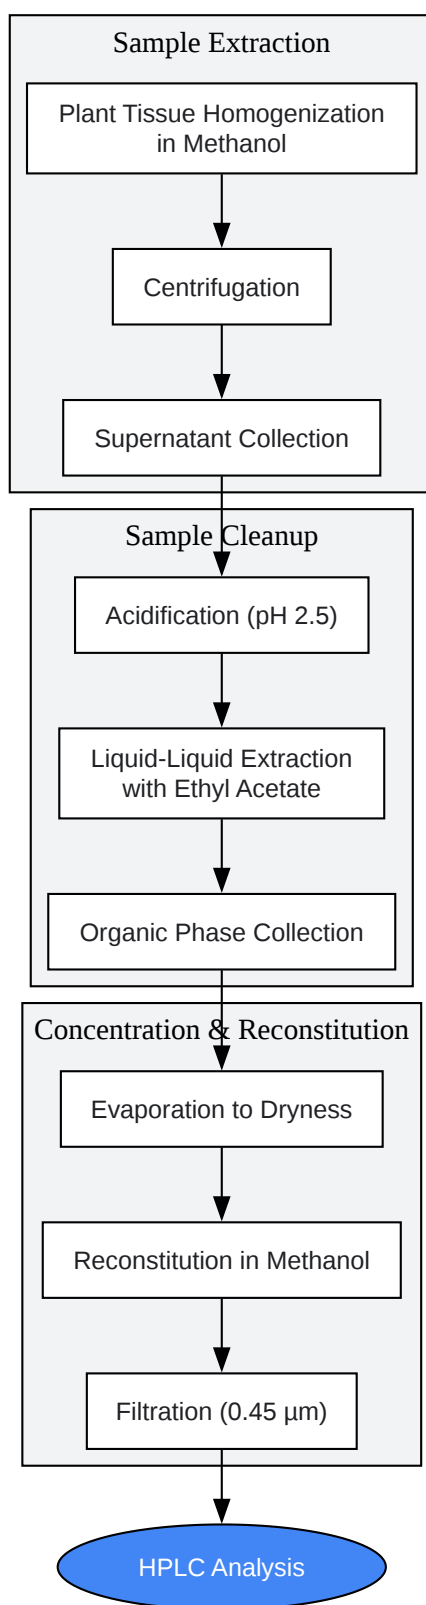 Sample Extraction
Plant Tissue Homogenization
in Methanol
Centrifugation
Supernatant Collection
Sample Cleanup
Acidification (pH 2.5)
Liquid-Liquid Extraction
with Ethyl Acetate
Organic Phase Collection
Concentration & Reconstitution
Evaporation to Dryness
Reconstitution in Methanol
Filtration (0.45 µm)
HPLC Analysis